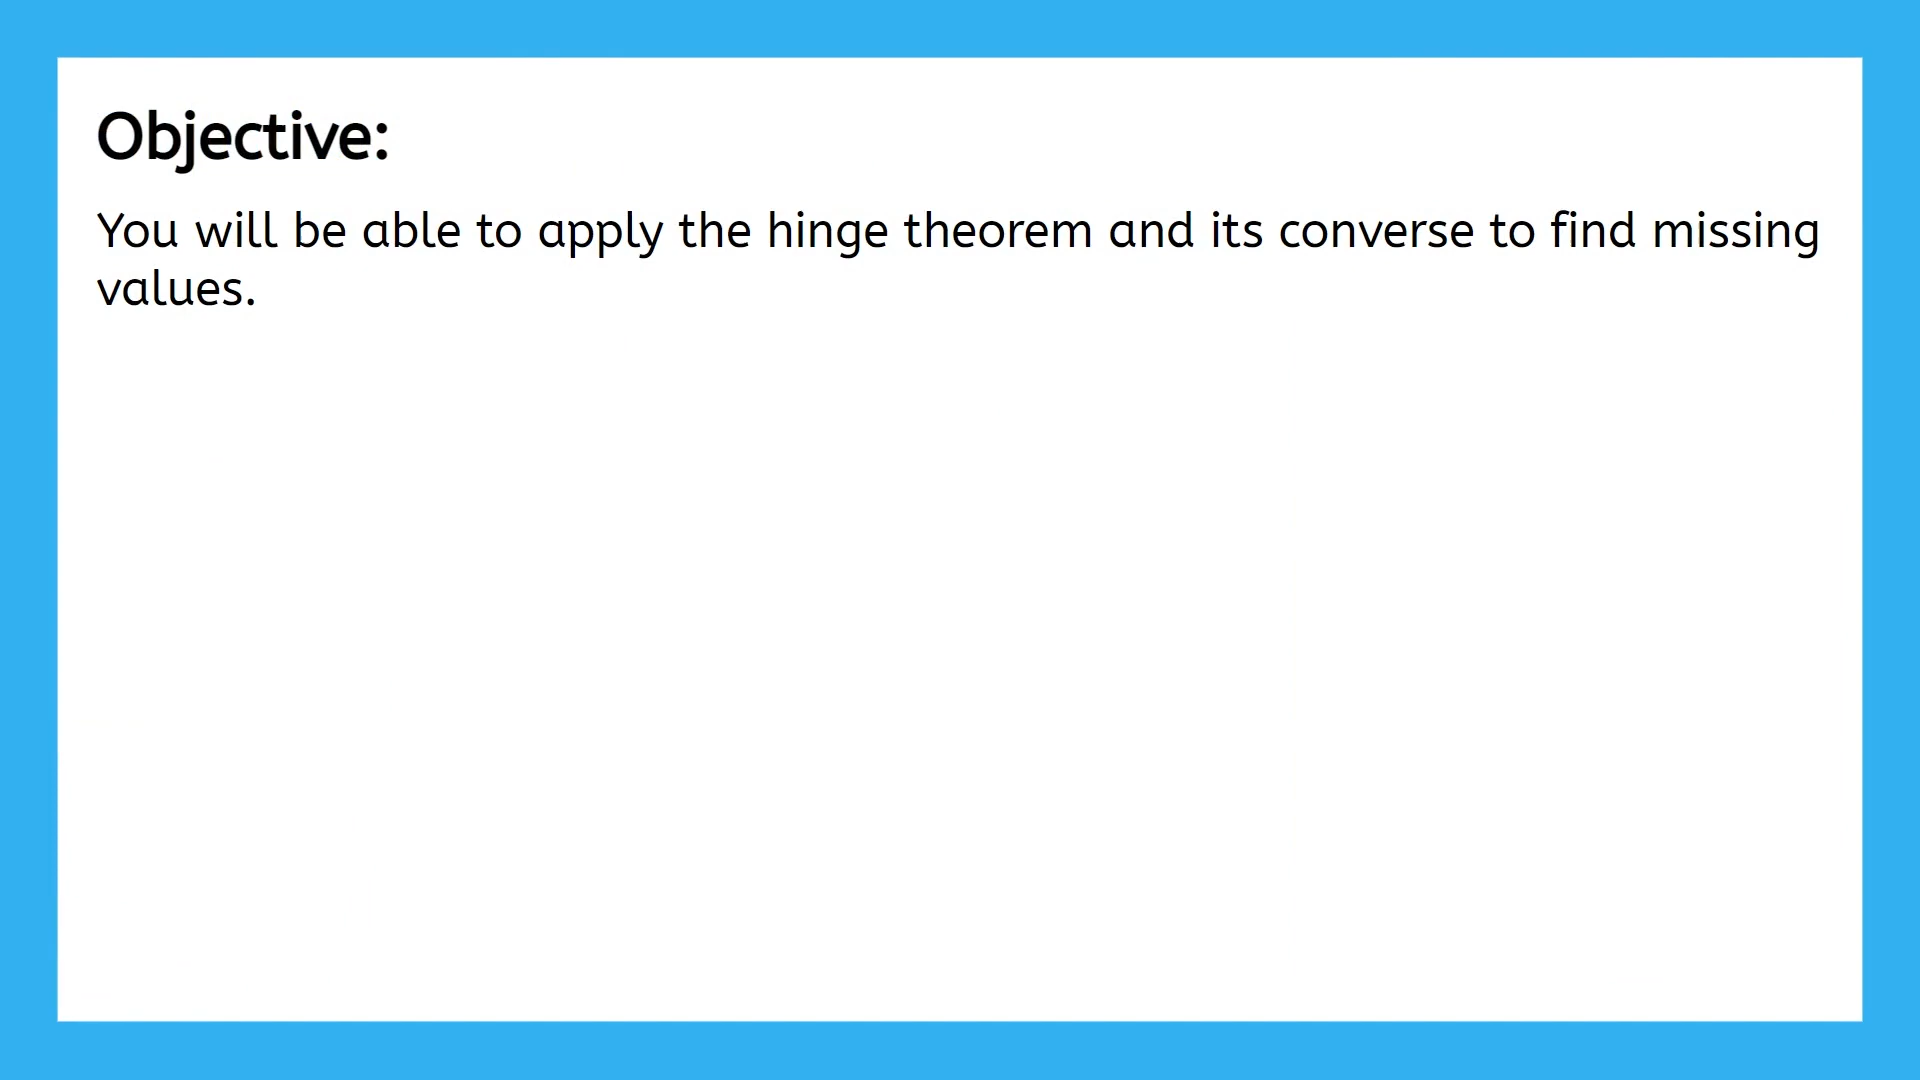 Objective:
You will be able to apply the hinge theorem and its converse to find missing
values.